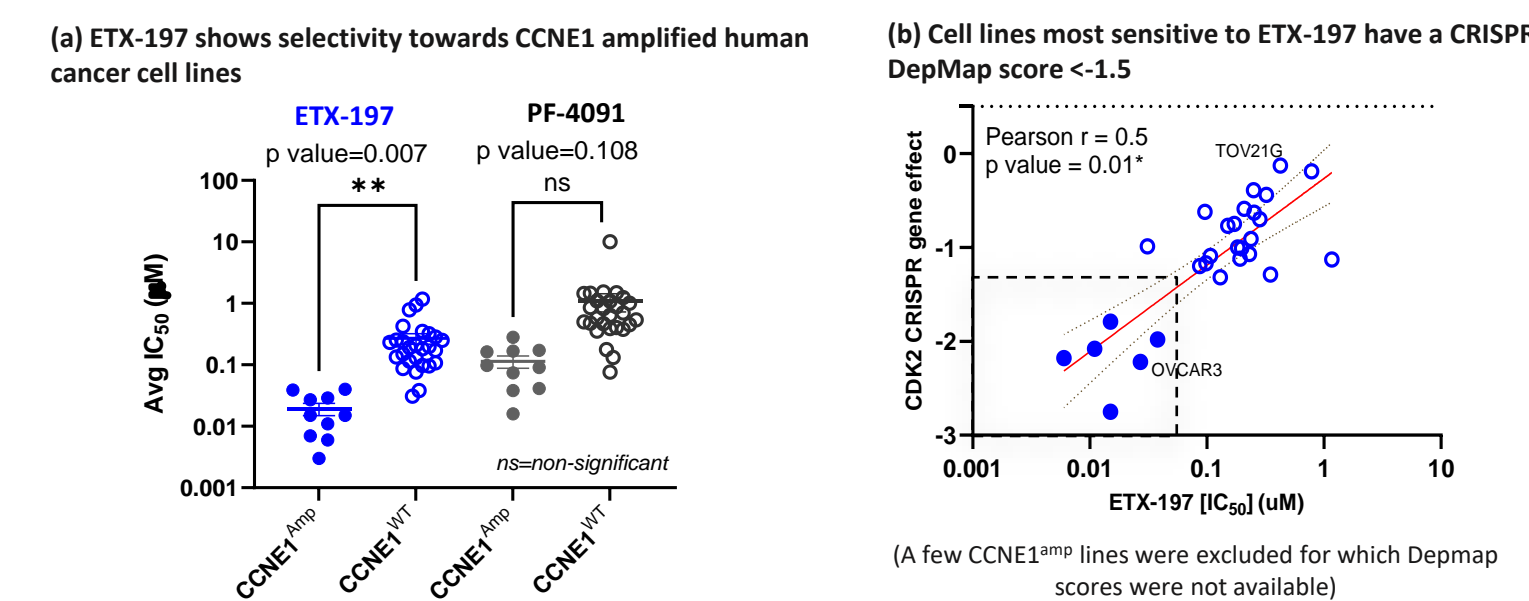 (a) ETX-197 shows selectivity towards CCNE1 amplified human
cancer cell lines
ETX-197
PF-4091
p value=0.007
p value=0.108
**
ns
100
10
1
0.1
0.01
0.001
Avg IC50 (µM)
ns=non-significant
CCNE1Amp
CCNE1WT
CCNE1Amp
CCNE1WT
(b) Cell lines most sensitive to ETX-197 have a CRISPR
DepMap score <-1.5
Pearson r = 0.5
p value = 0.01*
TOV21G
OVCAR3
CDK2 CRISPR gene effect
0
-1
-2
-3
0.001
0.01
0.1
1
10
ETX-197 [IC50] (uM)
(A few CCNE1amp lines were excluded for which Depmap
scores were not available)